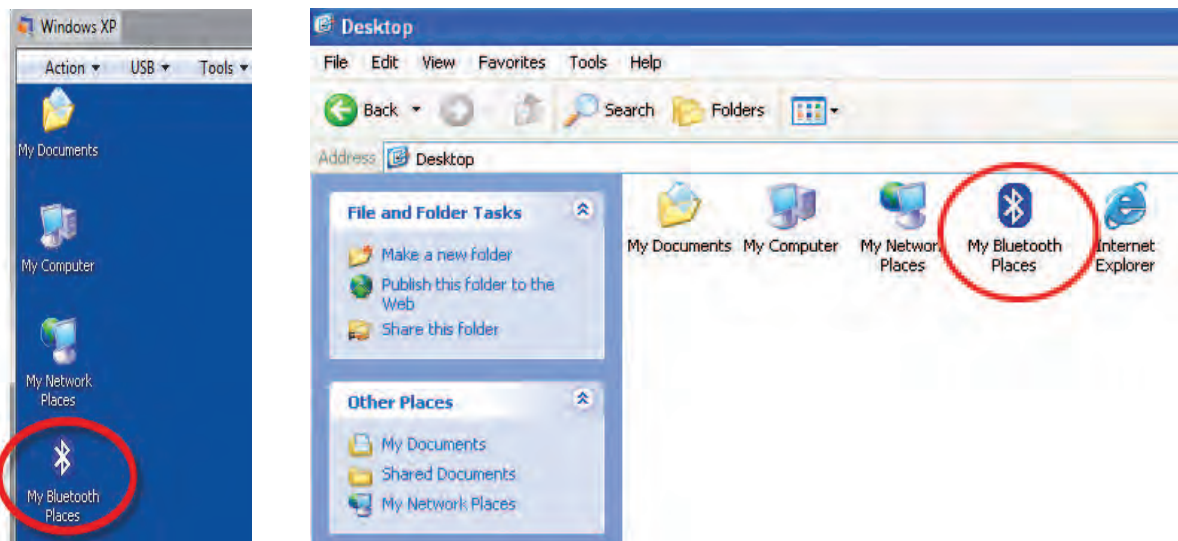 Windows XP
Action USB Tools
My Documents
My Computer
My Network
Places
My Bluetooth
Places
Desktop
File Edit View Favorites Tools Help
Back Search Folders
Address Desktop
File and Folder Tasks
Make a new folder
Publish this folder to the
Web
Share this folder
Other Places
My Documents
Shared Documents
My Network Places
My Documents My Computer My Network My Bluetooth Internet
Places Places Explorer